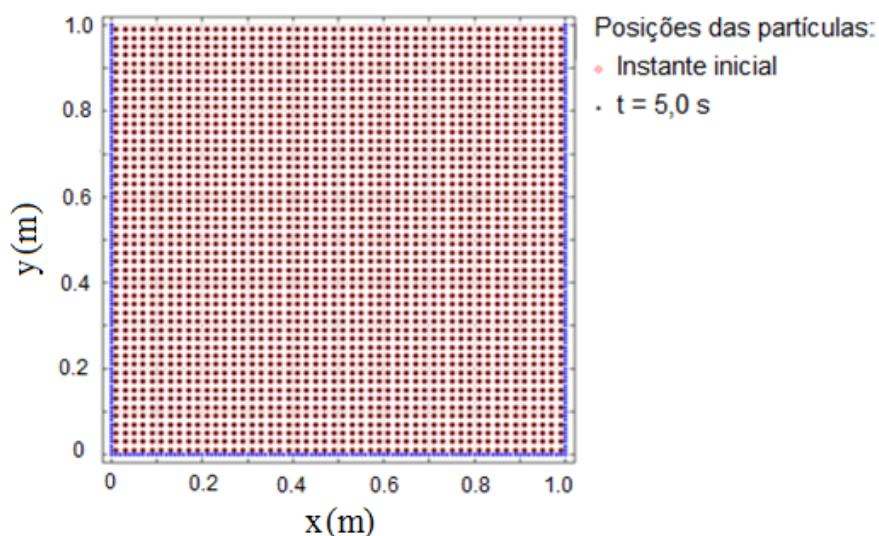 Posições das partículas:
Instante inicial
t = 5,0 s
1.0
0.8
0.6
0.4
0.2
0
y(m)
0 0.2 0.4 0.6 0.8 1.0
x(m)